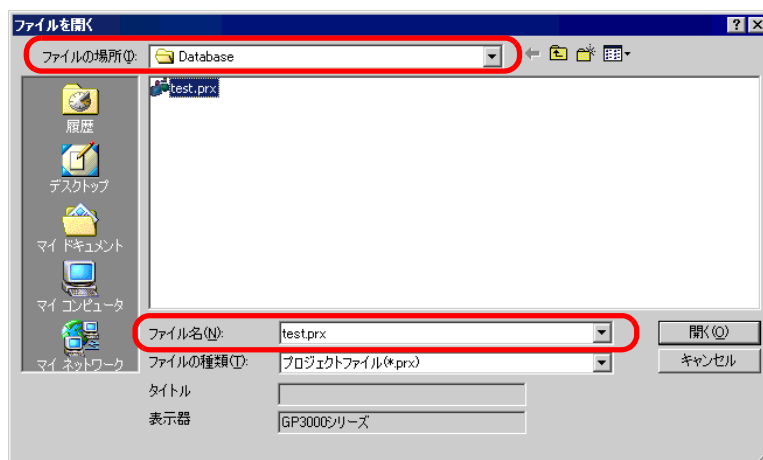 ファイルを開く
ファイルの場所(I): Database
test.prx
履歴
デスクトップ
マイ ドキュメント
マイ コンピュータ
マイ ネットワーク
ファイル名(N): test.prx 開く(O)
ファイルの種類(T): プロジェクトファイル(*.prx) キャンセル
タイトル
表示器 GP3000シリーズ